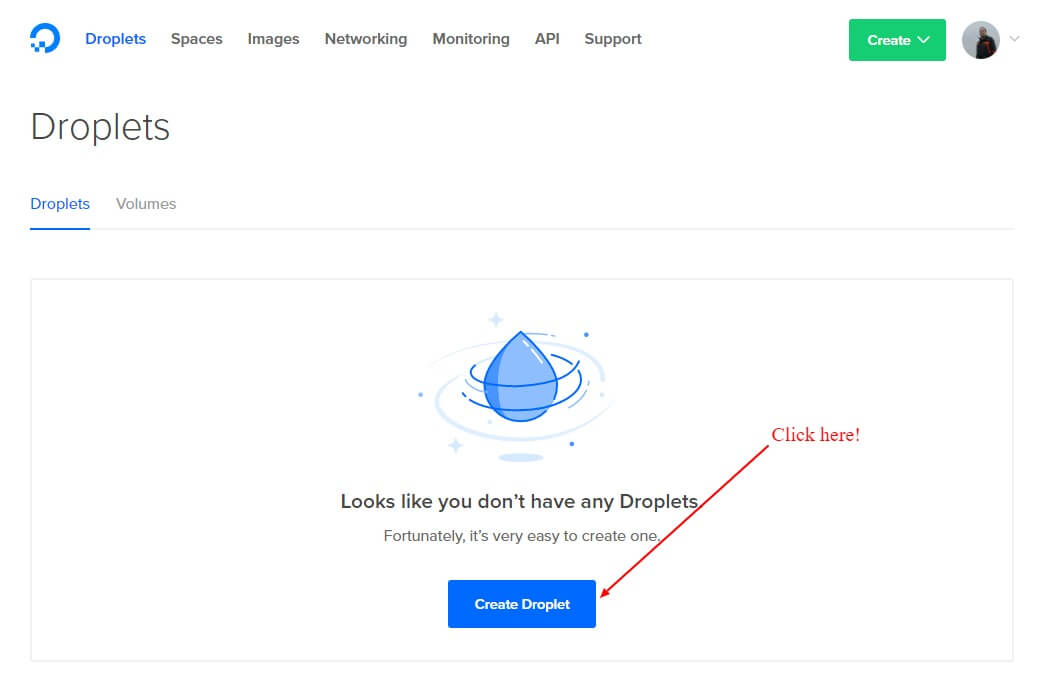 Droplets Spaces Images Networking Monitoring API Support Create
Droplets
Droplets Volumes
Click here!
Looks like you don’t have any Droplets.
Fortunately, it’s very easy to create one.
Create Droplet